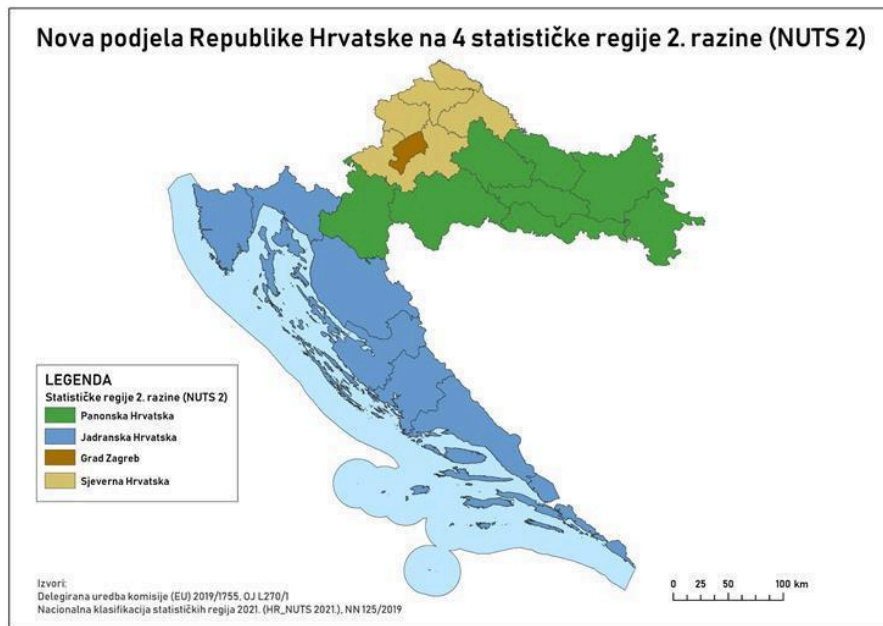 Nova podjela Republike Hrvatske na 4 statističke regije 2. razine (NUTS 2)
LEGENDA
Statističke regije 2. razine (NUTS 2)
Panonska Hrvatska
Jadranska Hrvatska
Grad Zagreb
Sjeverna Hrvatska
Izvori:
Delegirana uredba komisije (EU) 2019/1755, OJ L270/1
Nacionalna klasifikacija statističkih regija 2021. (HR_NUTS 2021.), NN 125/2019
0 25 50 100 km